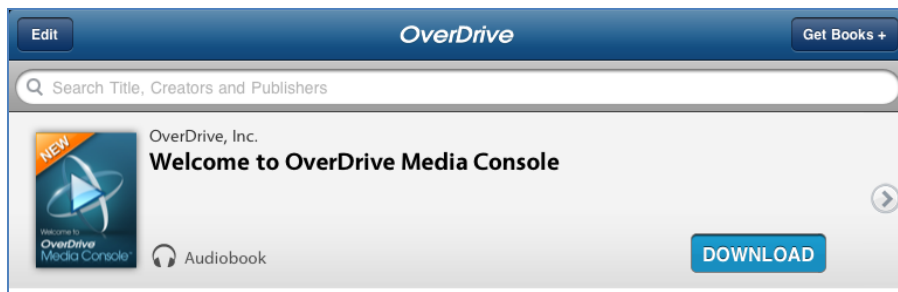 Edit
OverDrive
Get Books +
Search Title, Creators and Publishers
OverDrive, Inc.
Welcome to OverDrive Media Console
NEW
Welcome to
OverDrive
Media Console™
Audiobook
DOWNLOAD